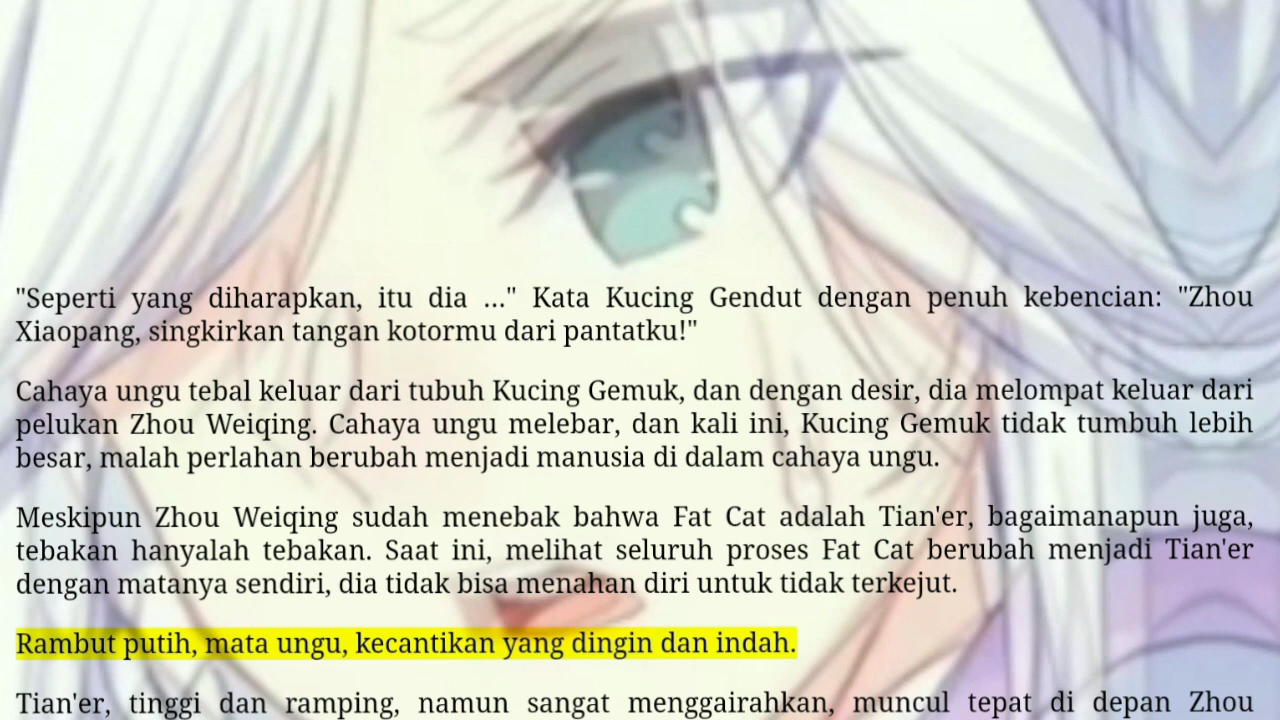 "Seperti yang diharapkan, itu dia ..." Kata Kucing Gendut dengan penuh kebencian: "Zhou
Xiaopang, singkirkan tangan kotormu dari pantatku!"
Cahaya ungu tebal keluar dari tubuh Kucing Gemuk, dan dengan desir, dia melompat keluar dari
pelukan Zhou Weiqing. Cahaya ungu melebar, dan kali ini, Kucing Gemuk tidak tumbuh lebih
besar, malah perlahan berubah menjadi manusia di dalam cahaya ungu.
Meskipun Zhou Weiqing sudah menebak bahwa Fat Cat adalah Tian'er, bagaimanapun juga,
tebakan hanyalah tebakan. Saat ini, melihat seluruh proses Fat Cat berubah menjadi Tian'er
dengan matanya sendiri, dia tidak bisa menahan diri untuk tidak terkejut.
Rambut putih, mata ungu, kecantikan yang dingin dan indah.
Tian'er, tinggi dan ramping, namun sangat menggairahkan, muncul tepat di depan Zhou